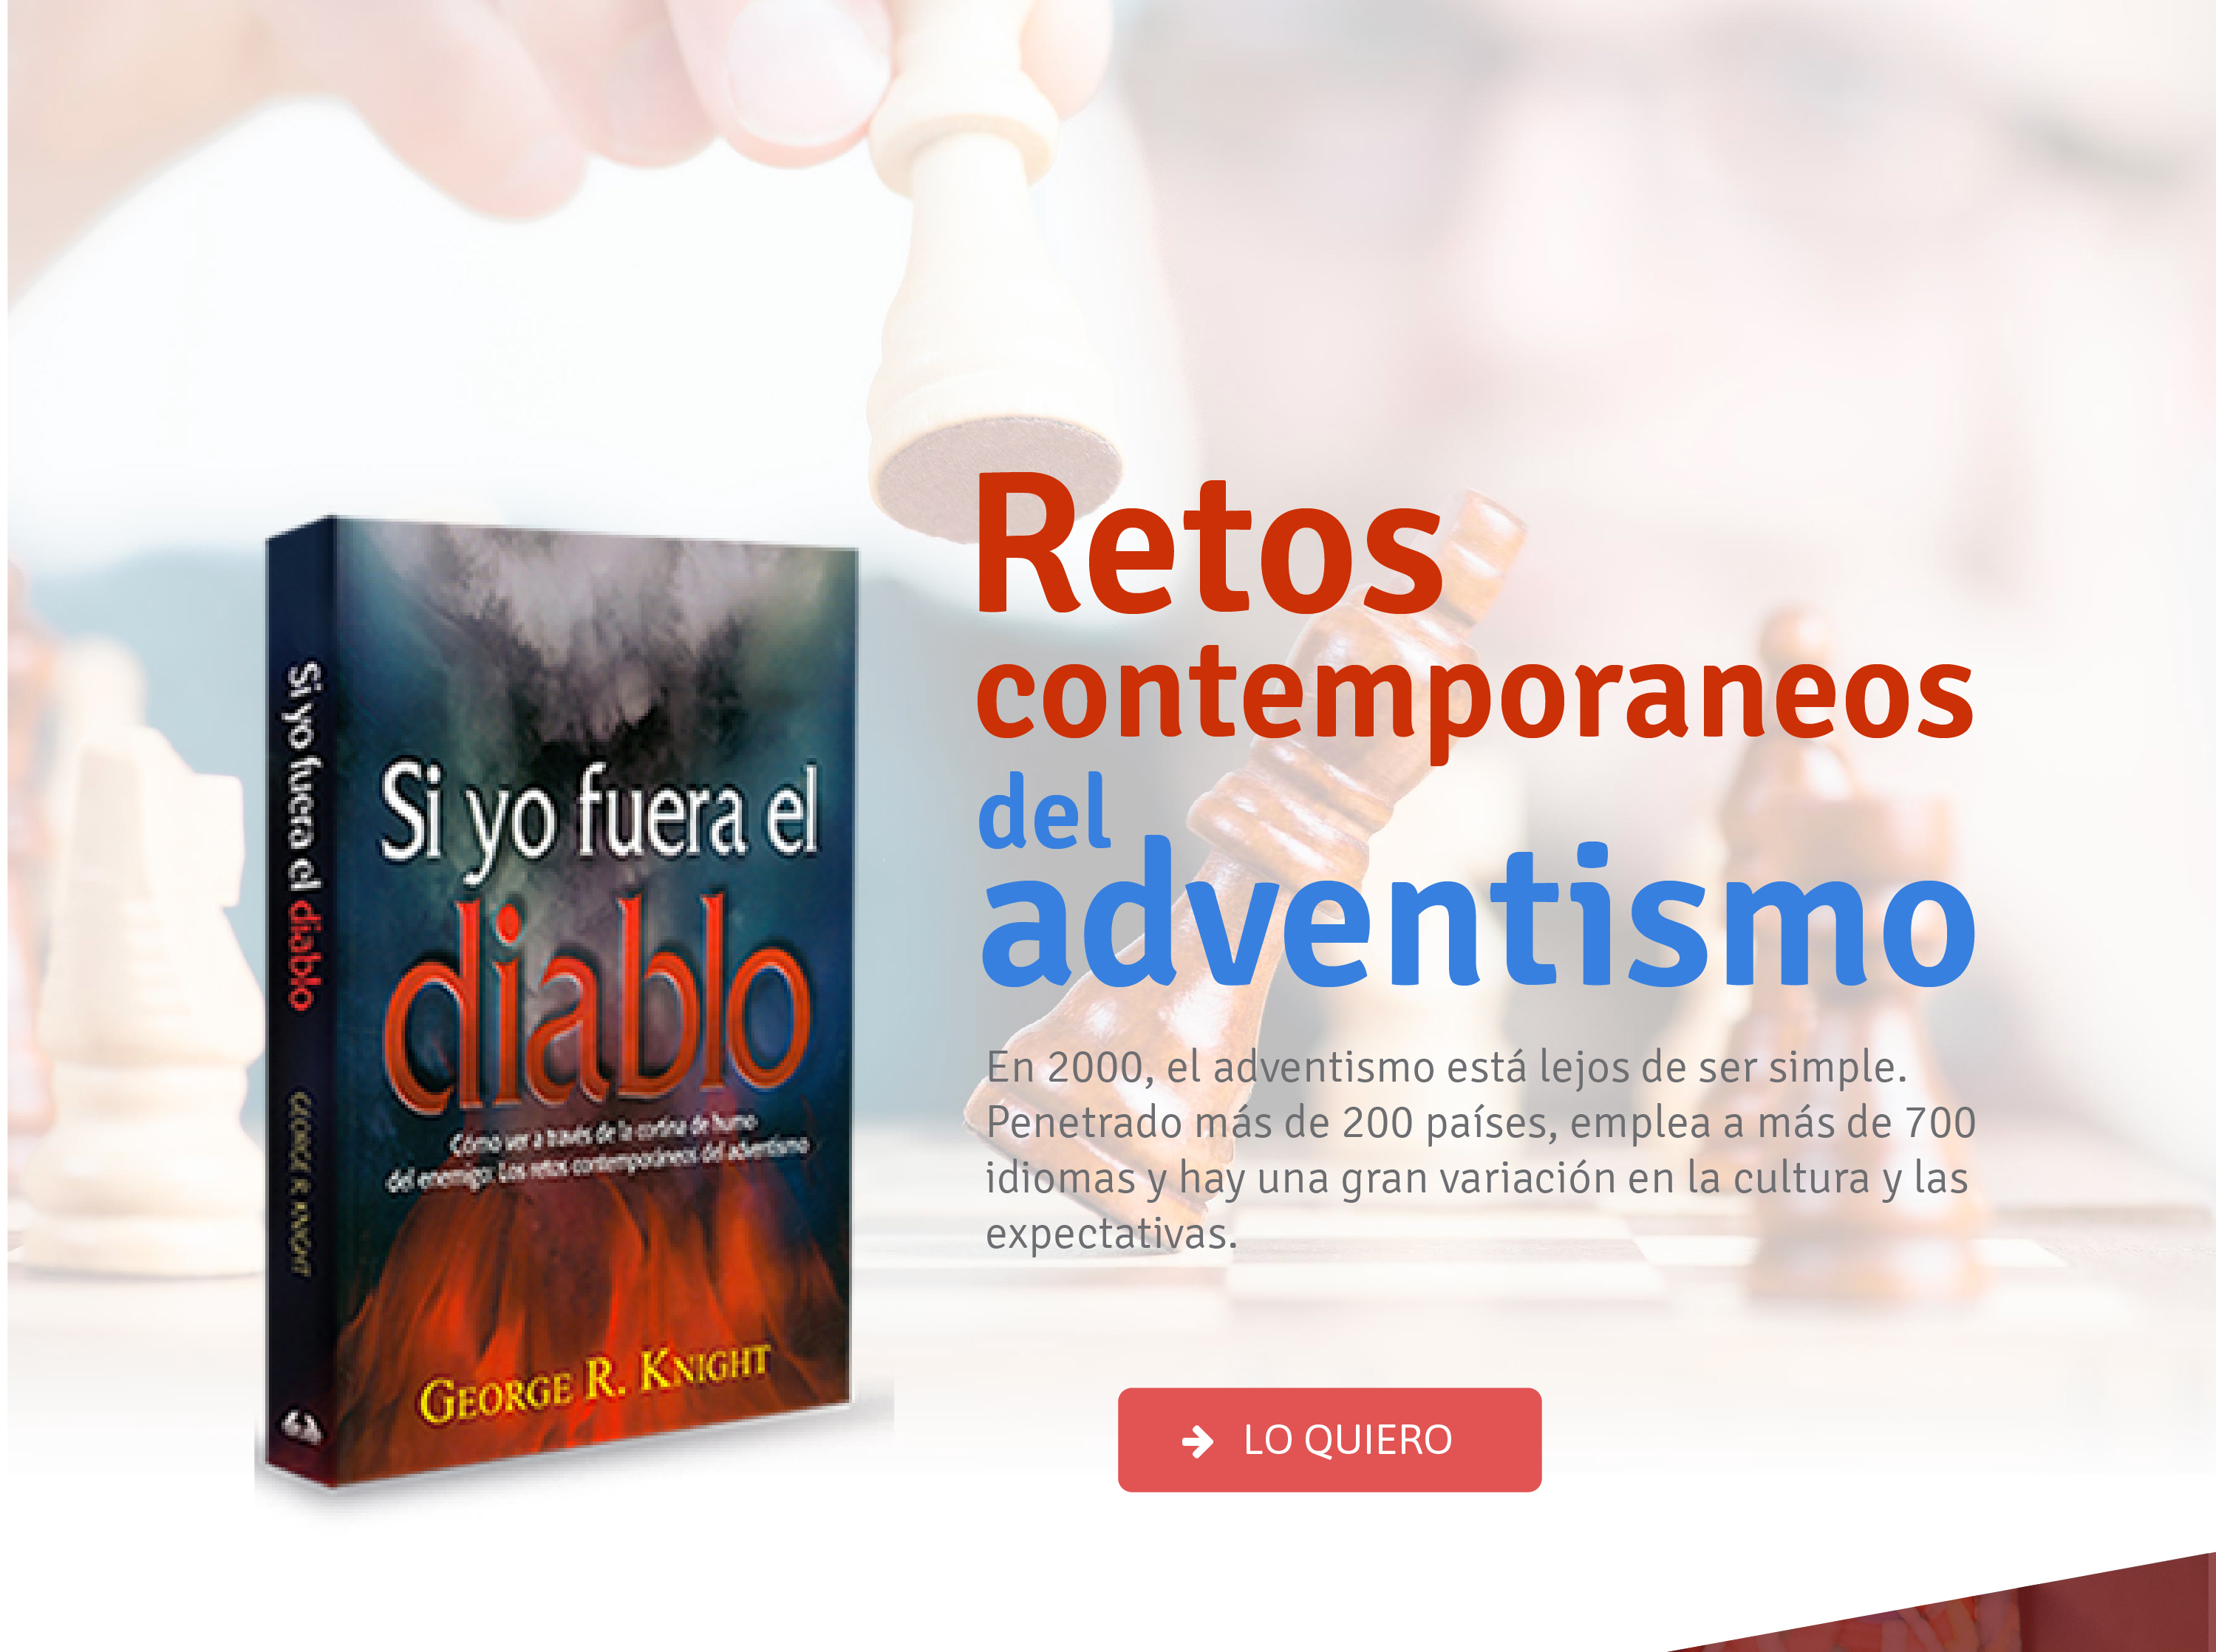 Retos
contemporaneos
del
adventismo
En 2000, el adventismo está lejos de ser simple.
Penetrado más de 200 países, emplea a más de 700
idiomas y hay una gran variación en la cultura y las
expectativas.
LO QUIERO
Si yo fuera el
diablo
Cómo ver a través de la cortina de humo
del enemigo: Los retos contemporáneos del adventismo
GEORGE R. KNIGHT
Si yo fuera el diablo
GEORGE R. KNIGHT